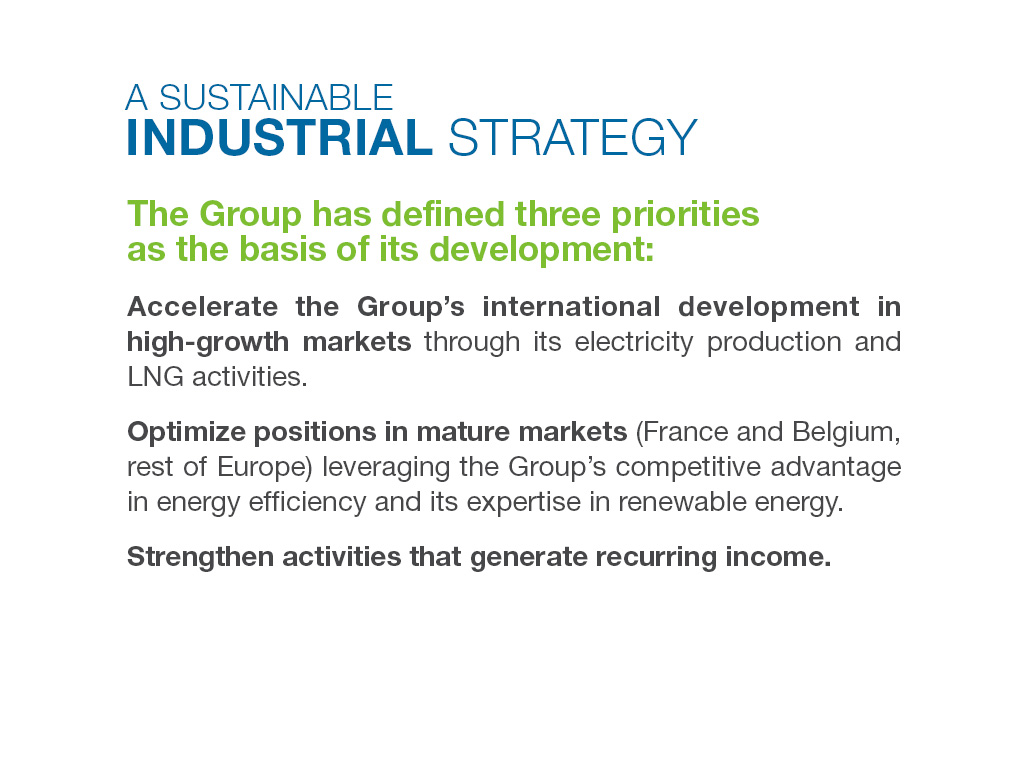 A SUSTAINABLE
INDUSTRIAL STRATEGY
The Group has defined three priorities
as the basis of its development:
Accelerate the Group’s international development in
high-growth markets through its electricity production and
LNG activities.
Optimize positions in mature markets (France and Belgium,
rest of Europe) leveraging the Group’s competitive advantage
in energy efficiency and its expertise in renewable energy.
Strengthen activities that generate recurring income.